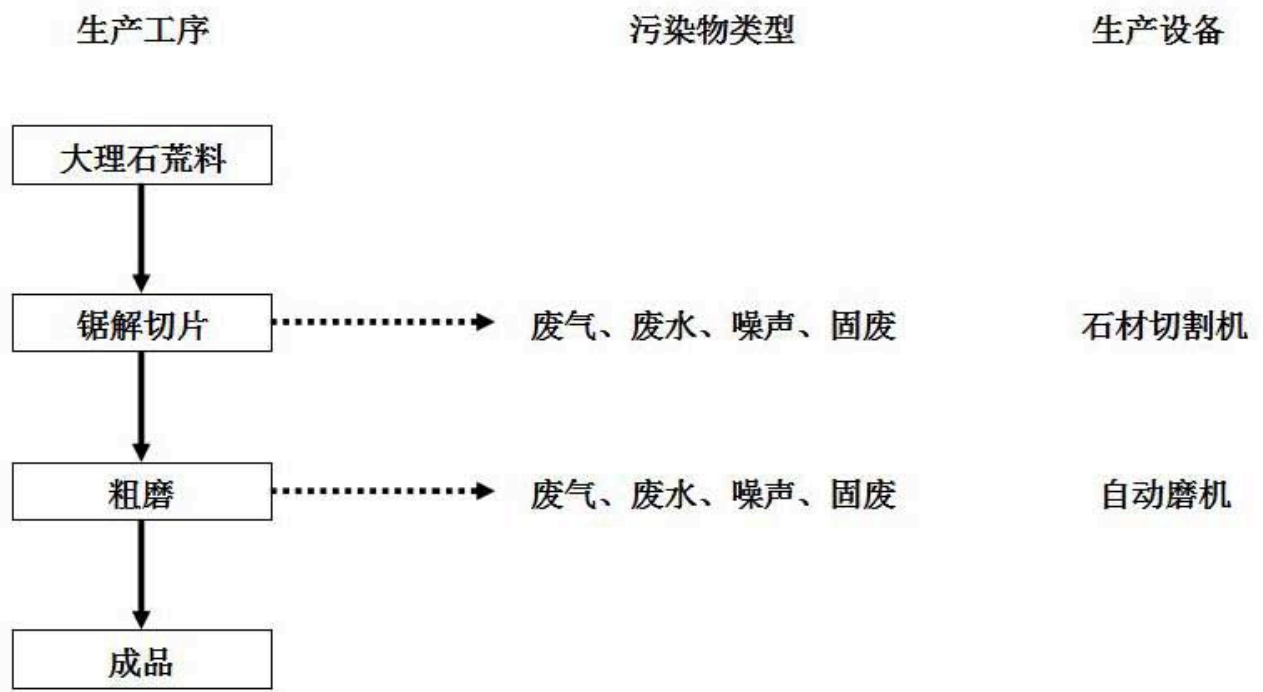 生产工序 污染物类型 生产设备
大理石荒料
锯解切片 废气、废水、噪声、固废 石材切割机
粗磨 废气、废水、噪声、固废 自动磨机
成品